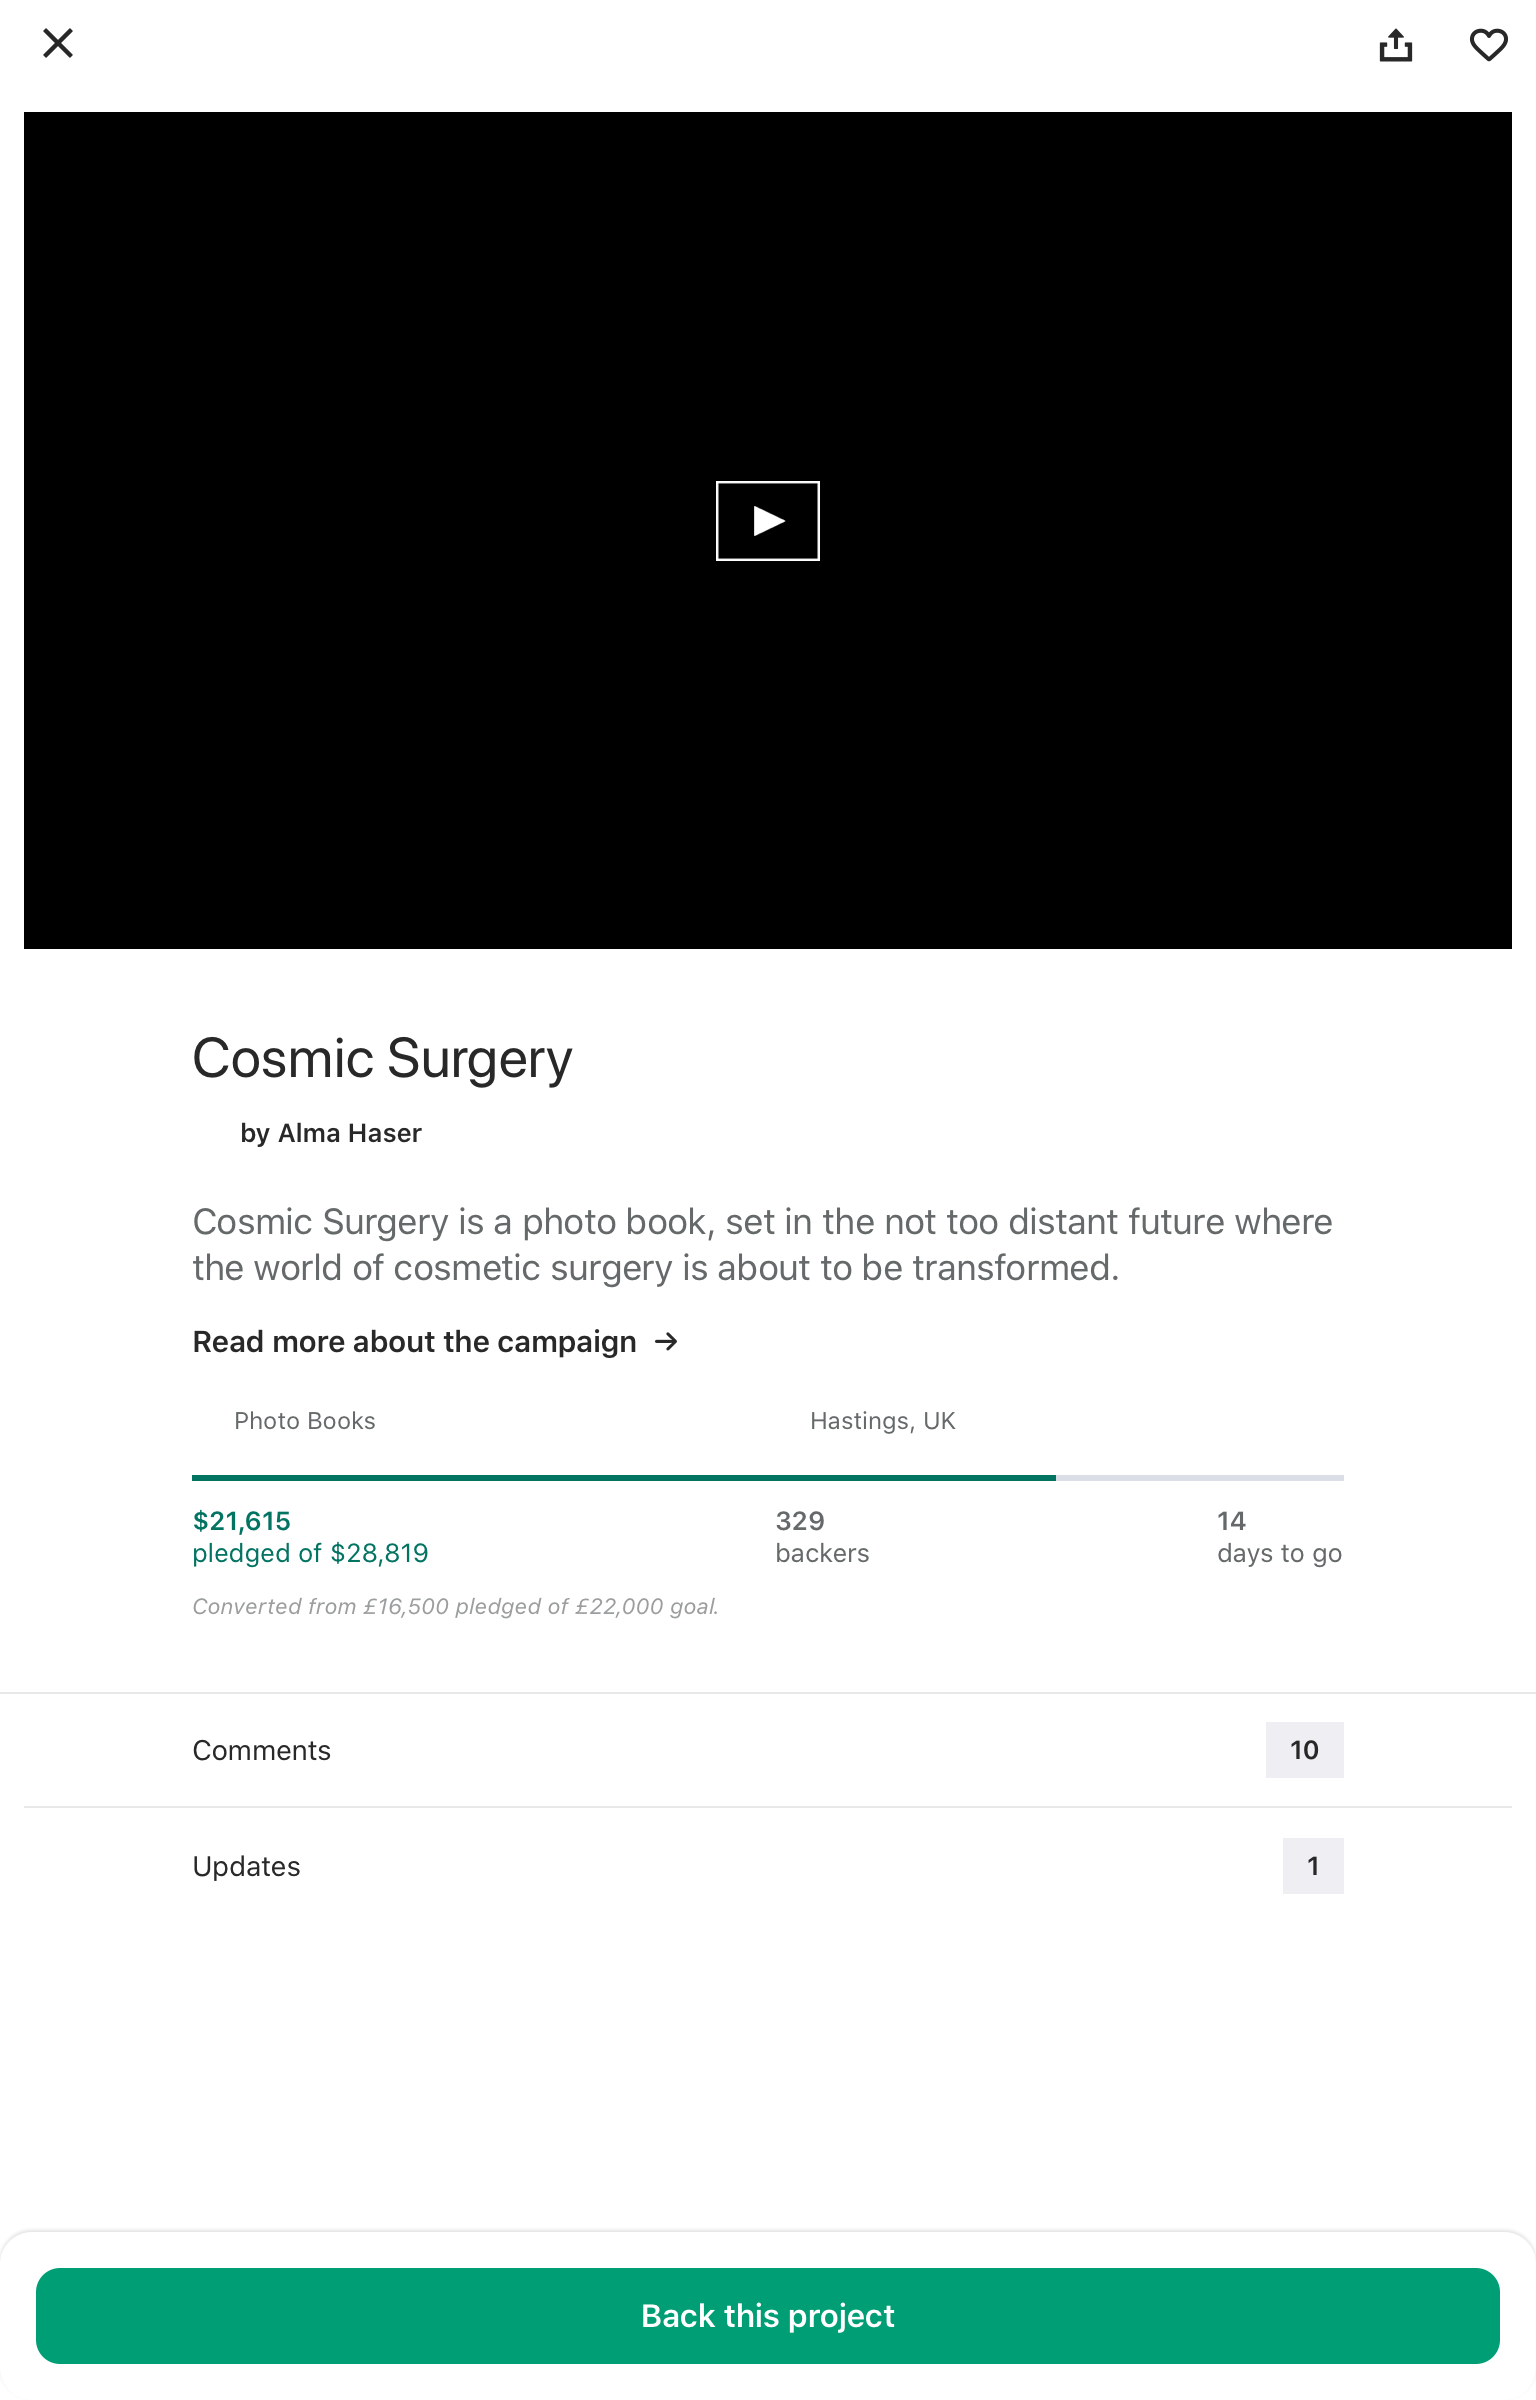 Cosmic Surgery
by Alma Haser
Cosmic Surgery is a photo book, set in the not too distant future where
the world of cosmetic surgery is about to be transformed.
Read more about the campaign →
Photo Books
Hastings, UK
$21,615
pledged of $28,819
329
backers
14
days to go
Converted from £16,500 pledged of £22,000 goal.
Comments
10
Updates
1
Back this project